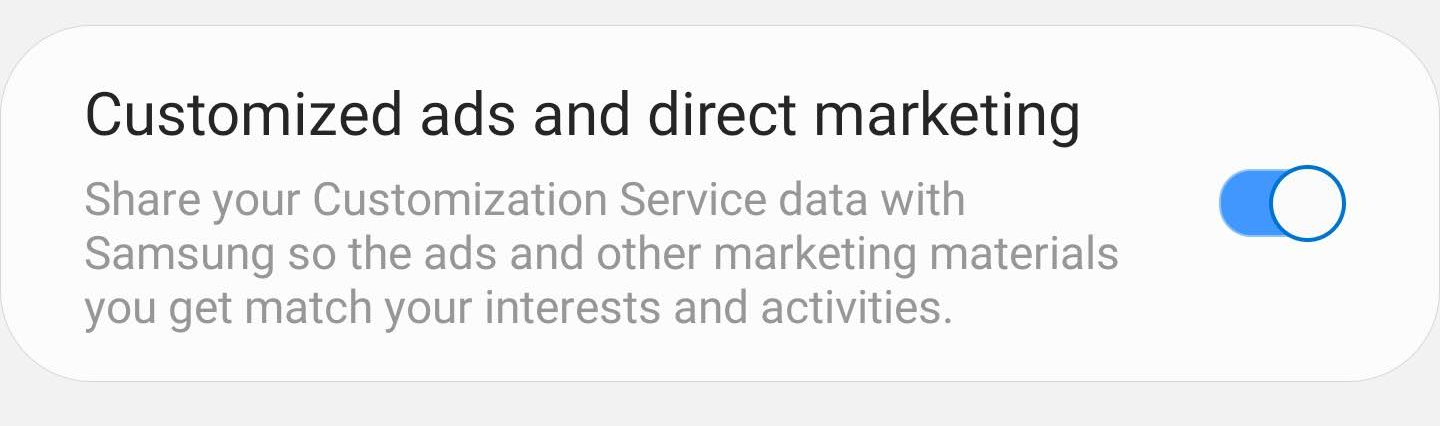 Customized ads and direct marketing
Share your Customization Service data with
Samsung so the ads and other marketing materials
you get match your interests and activities.